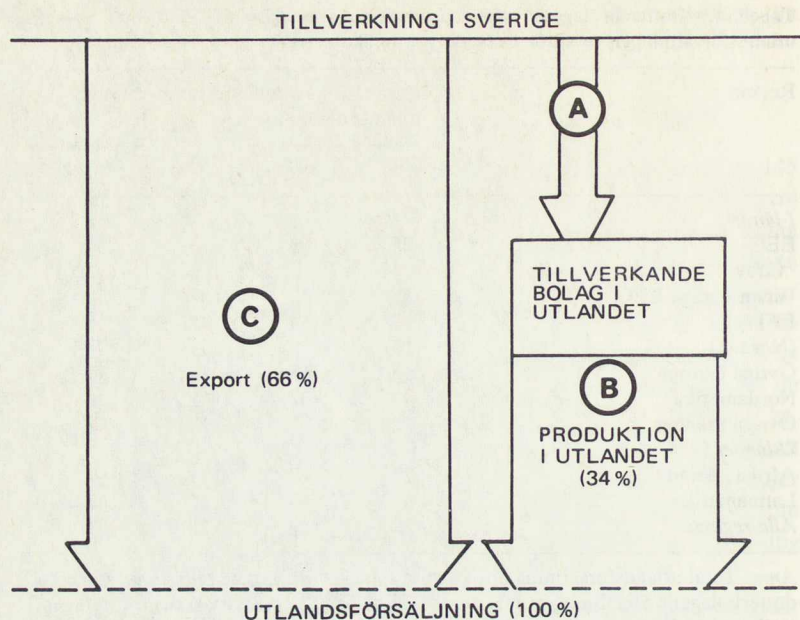 TILLVERKNING I SVERIGE
A
TILLVERKANDE
BOLAG I
UTLANDET
C
Export (66 %)
B
PRODUKTION
I UTLANDET
(34 %)
UTLANDSFÖRSÄLJNING (100 %)